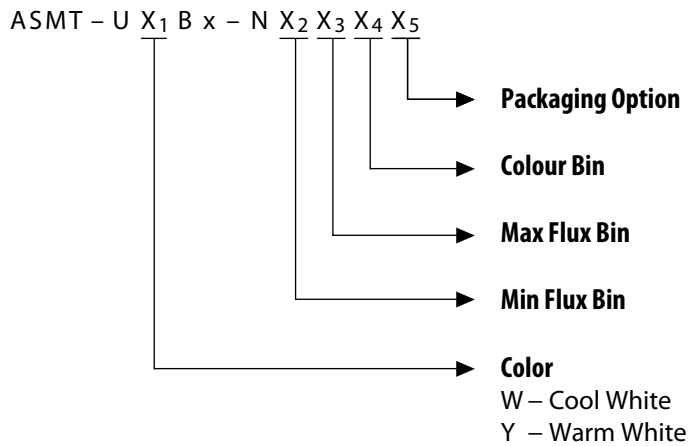 ASMT – U X1 B x – N X2 X3 X4 X5
Packaging Option
Colour Bin
Max Flux Bin
Min Flux Bin
Color
W – Cool White
Y – Warm White